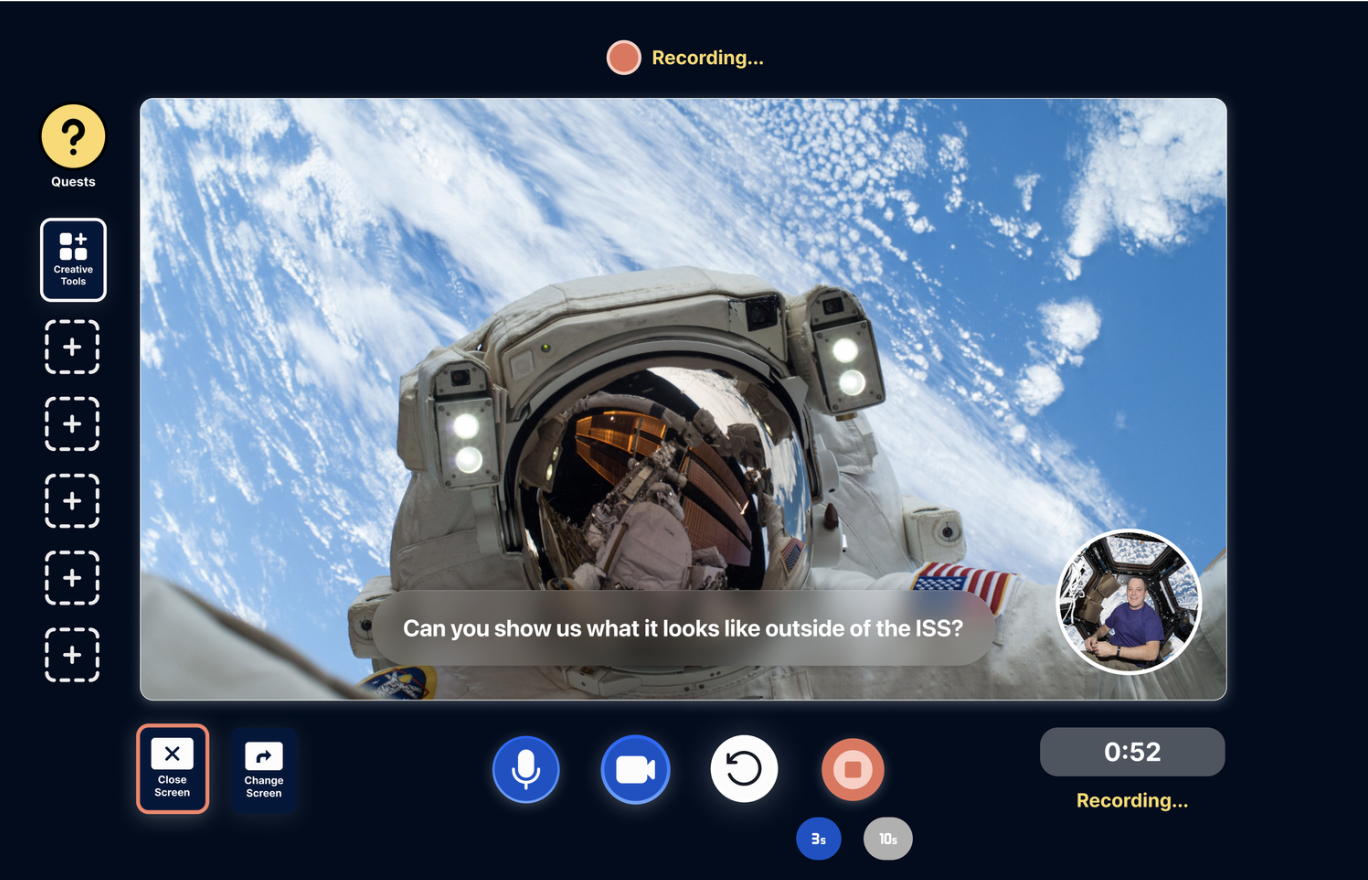 Recording...
Quests
Creative
Tools
Can you show us what it looks like outside of the ISS?
Close
Screen
Change
Screen
0:52
Recording...
3s
10s